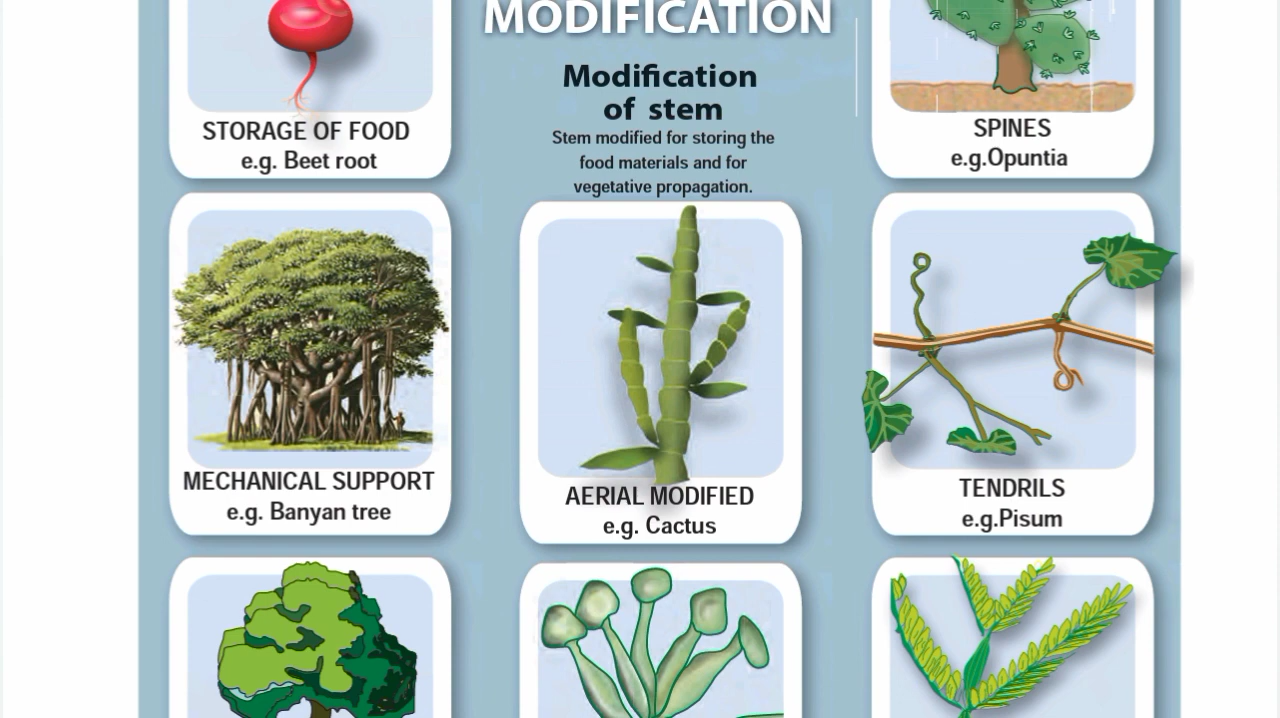 MODIFICATION
Modification
of stem
Stem modified for storing the
food materials and for
vegetative propagation.
STORAGE OF FOOD
e.g. Beet root
SPINES
e.g.Opuntia
MECHANICAL SUPPORT
e.g. Banyan tree
AERIAL MODIFIED
e.g. Cactus
TENDRILS
e.g.Pisum